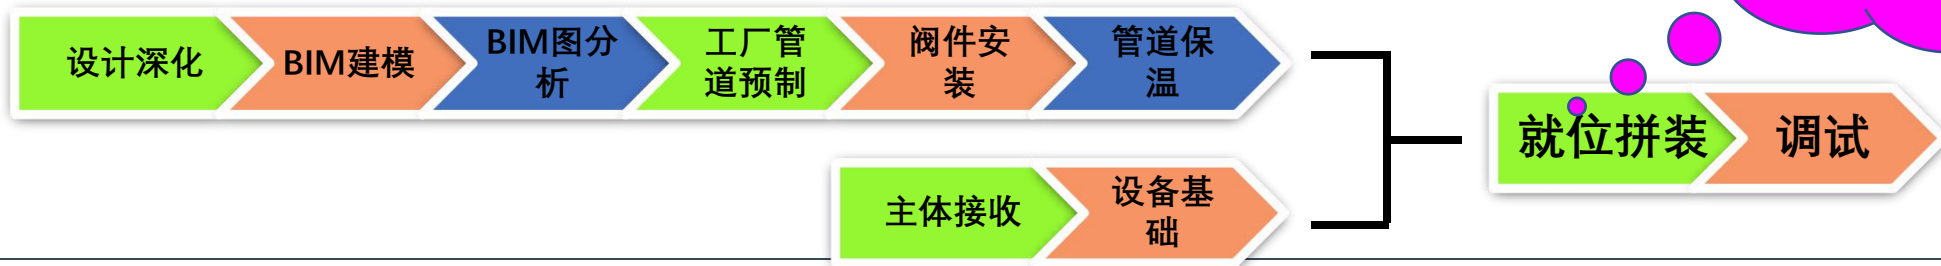 设计深化
BIM建模
BIM图分
析
工厂管
道预制
阀件安
装
管道保
温
就位拼装
调试
主体接收
设备基
础